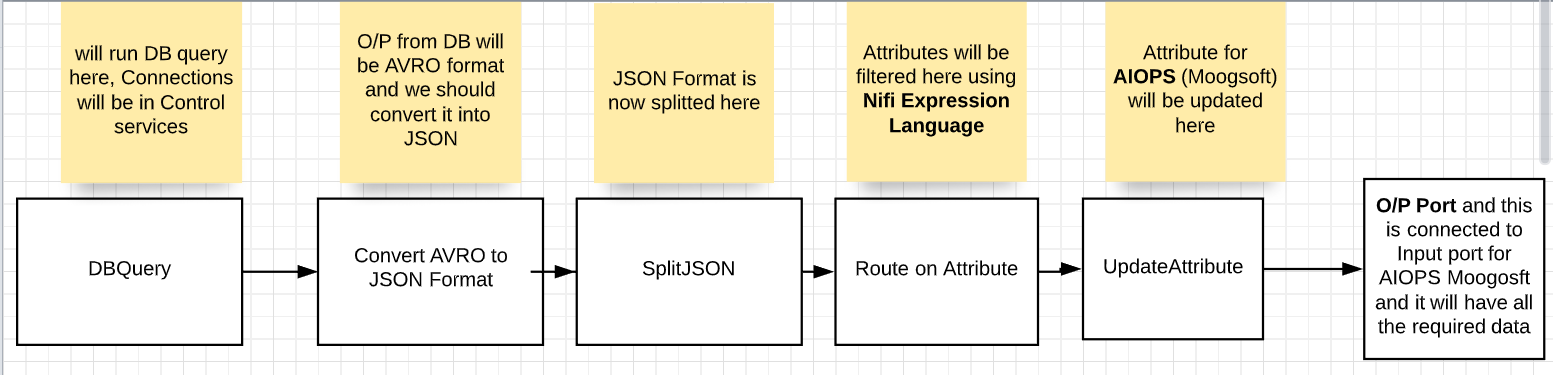 will run DB query
here, Connections
will be in Control
services
O/P from DB will
be AVRO format
and we should
convert it into
JSON
JSON Format is
now splitted here
Attributes will be
filtered here using
Nifi Expression
Language
Attribute for
AIOPS (Moogsoft)
will be updated
here
DBQuery
Convert AVRO to
JSON Format
SplitJSON
Route on Attribute
UpdateAttribute
O/P Port and this
is connected to
Input port for
AIOPS Moogosft
and it will have all
the required data